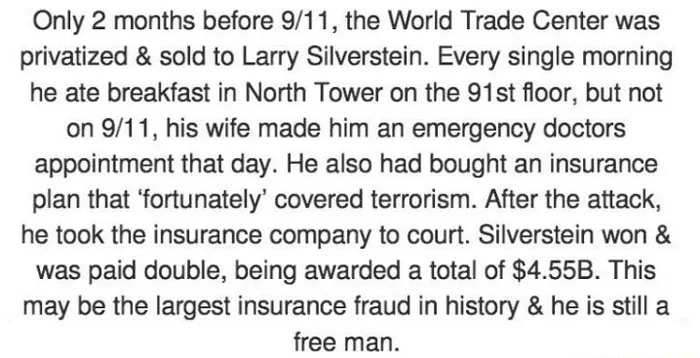 Only 2 months before 9/11, the World Trade Center was
privatized & sold to Larry Silverstein. Every single morning
he ate breakfast in North Tower on the 91st floor, but not
on 9/11, his wife made him an emergency doctors
appointment that day. He also had bought an insurance
plan that ‘fortunately’ covered terrorism. After the attack,
he took the insurance company to court. Silverstein won &
was paid double, being awarded a total of $4.55B. This
may be the largest insurance fraud in history & he is still a
free man.